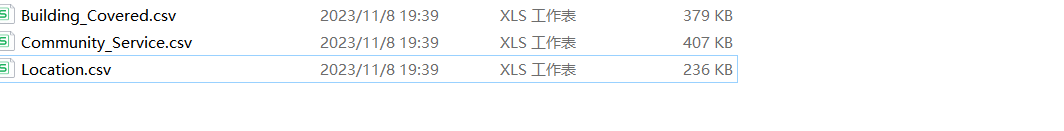 Building_Covered.csv 2023/11/8 19:39 XLS 工作表 379 KB
Community_Service.csv 2023/11/8 19:39 XLS 工作表 407 KB
Location.csv 2023/11/8 19:39 XLS 工作表 236 KB